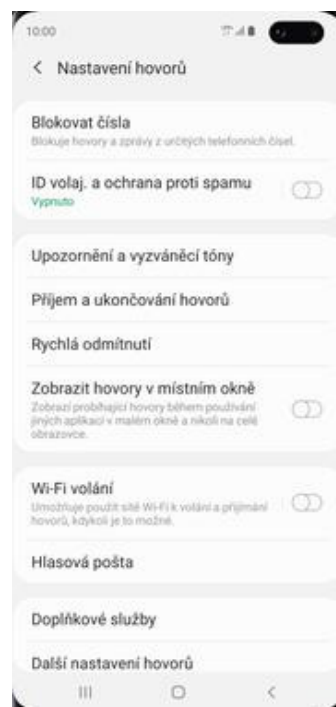 10:00
Nastavení hovorů
Blokovat čísla
Blokuje hovory a zprávy z určitých telefonních čísel.
ID volaj. a ochrana proti spamu
Vypnuto
Upozornění a vyzváněcí tóny
Příjem a ukončování hovorů
Rychlá odmítnutí
Zobrazit hovory v místním okně
Zobrazí probíhající hovory během používání
jiných aplikací v malém okně a nikoli na celé
obrazovce.
Wi-Fi volání
Umožňuje použít sítě Wi-Fi k volání a přijímání
hovorů, kdykoli je to možné.
Hlasová pošta
Doplňkové služby
Další nastavení hovorů